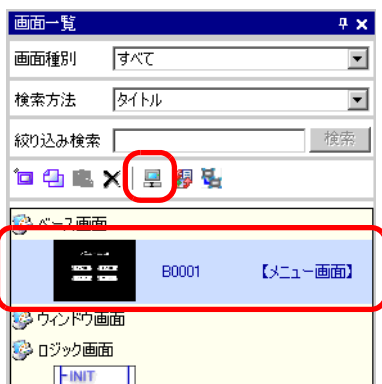 画面一覧
画面種別 すべて
検索方法 タイトル
絞り込み検索 検索
ベース画面
B0001 【メニュー画面】
ウィンドウ画面
ロジック画面
INIT